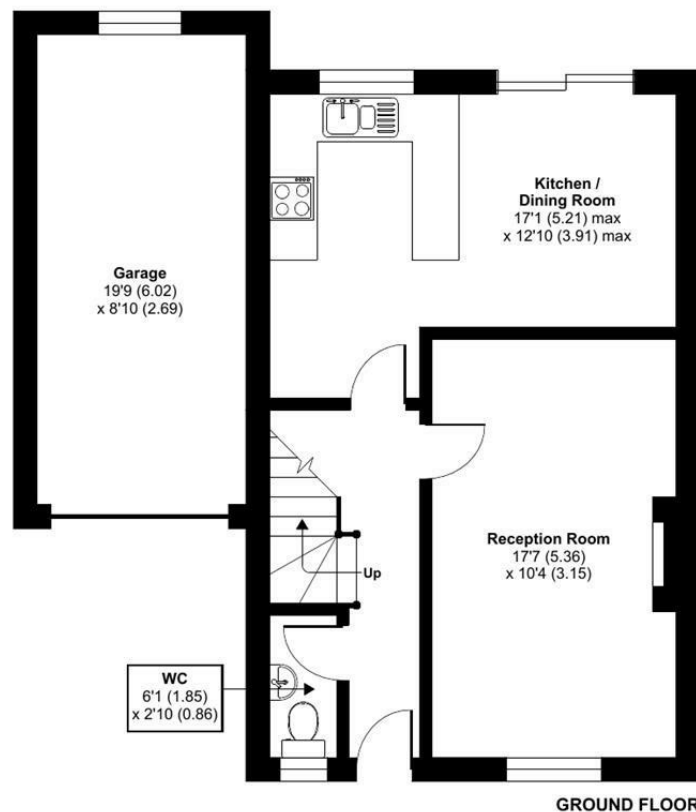 Kitchen /
Dining Room
17'1 (5.21) max
x 12'10 (3.91) max
Garage
19'9 (6.02)
x 8'10 (2.69)
Reception Room
17'7 (5.36)
x 10'4 (3.15)
Up
WC
6'1 (1.85)
x 2'10 (0.86)
GROUND FLOOR